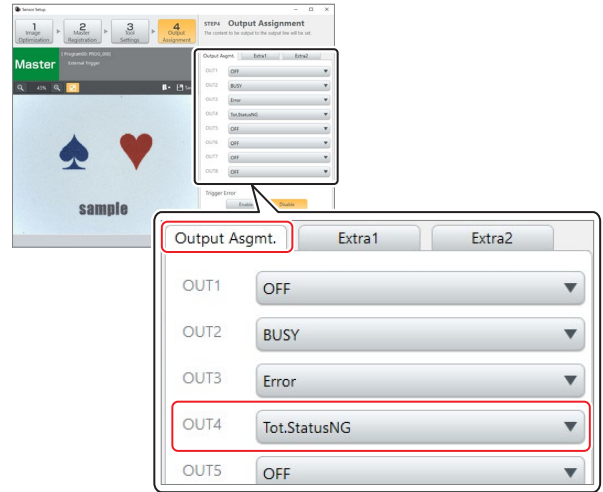 Sensor Setup
1
Image
Optimization
2
Master
Registration
3
Tool
Settings
4
Output
Assignment
STEP4 Output Assignment
The content to be output to the output line will be set.
Master
External Trigger
43%
Output Asgmt. Extra1 Extra2
OUT1 OFF
OUT2 BUSY
OUT3 Error
OUT4 Tot.StatusNG
OUT5 OFF
OUT6 OFF
OUT7 OFF
OUT8 OFF
Trigger Error
Enable Disable
sample
Output Asgmt. Extra1 Extra2
OUT1 OFF
OUT2 BUSY
OUT3 Error
OUT4 Tot.StatusNG
OUT5 OFF